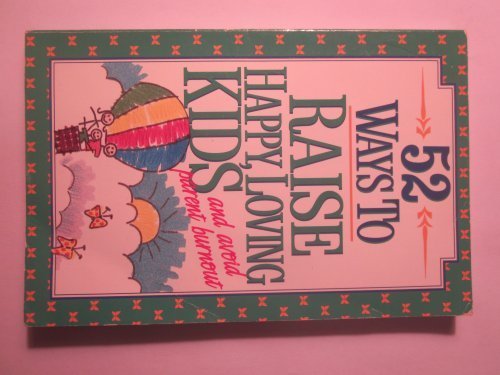 52
WAYS TO
RAISE
HAPPY, LOVING
KIDS
and avoid
parent burnout